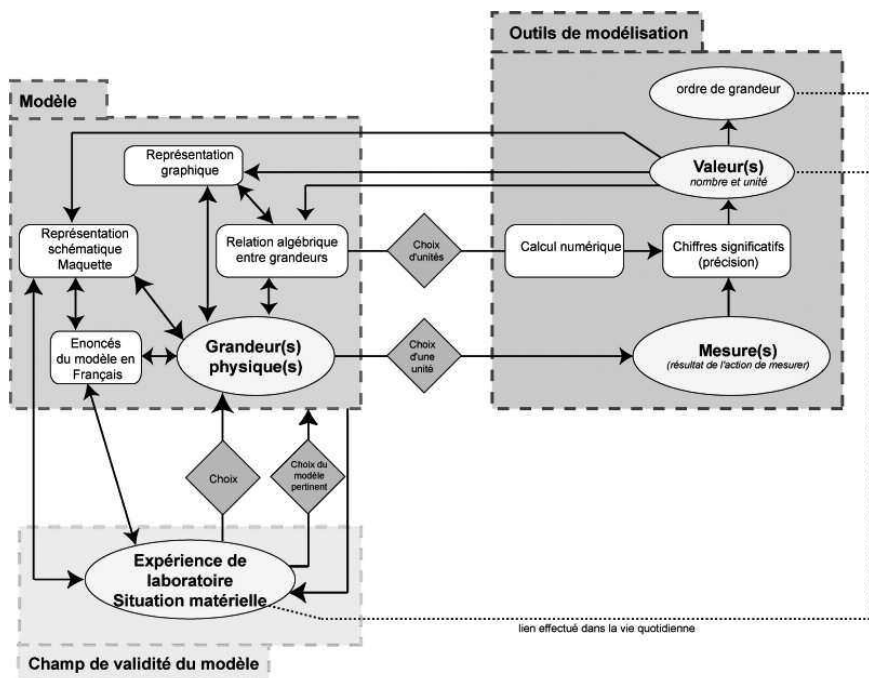 Outils de modélisation
ordre de grandeur
Modèle
Représentation
graphique
Valeur(s)
nombre et unité
Représentation
schématique
Maquette
Relation algébrique
entre grandeurs
Choix
d'unités
Calcul numérique
Chiffres significatifs
(précision)
Enoncés
du modèle en
Français
Grandeur(s)
physique(s)
Choix
d'une
unité
Mesure(s)
(résultat de l'action de mesurer)
Choix
Choix du
modèle
pertinent
Expérience de
laboratoire
Situation matérielle
lien effectué dans la vie quotidienne
Champ de validité du modèle